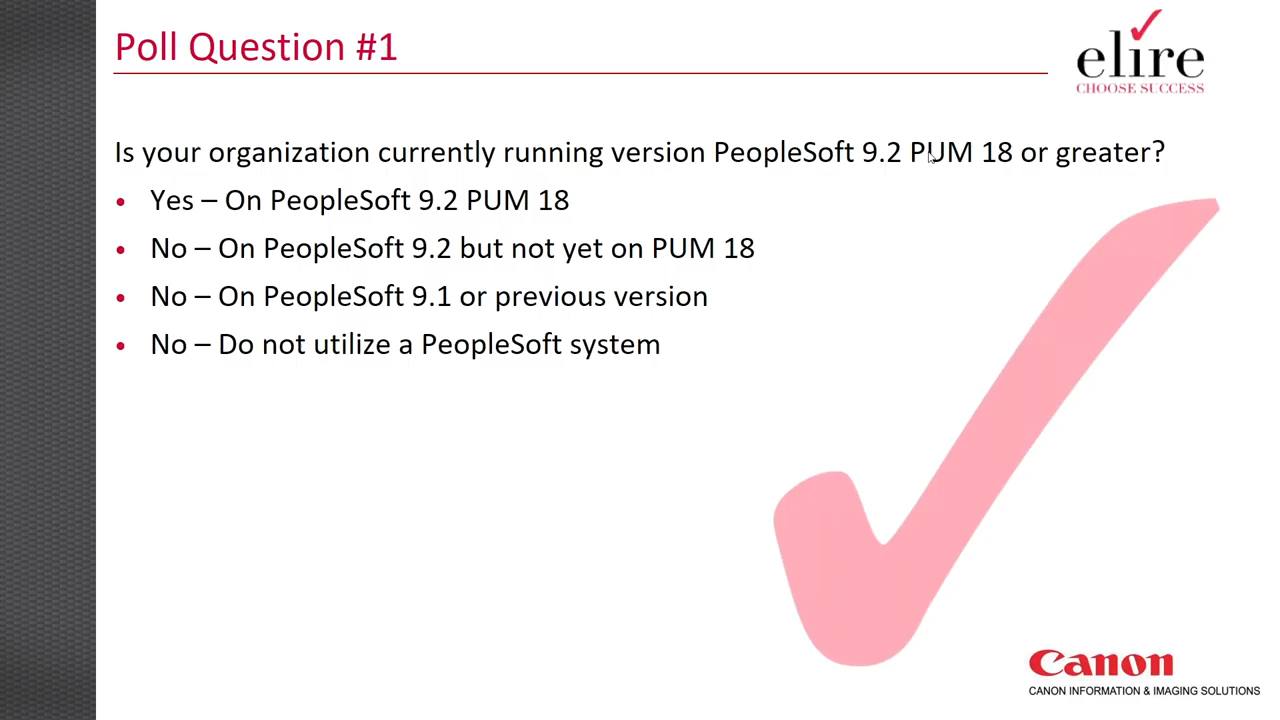 Poll Question #1
elire
CHOOSE SUCCESS
Is your organization currently running version PeopleSoft 9.2 PUM 18 or greater?
• Yes – On PeopleSoft 9.2 PUM 18
• No – On PeopleSoft 9.2 but not yet on PUM 18
• No – On PeopleSoft 9.1 or previous version
• No – Do not utilize a PeopleSoft system
Canon
CANON INFORMATION & IMAGING SOLUTIONS